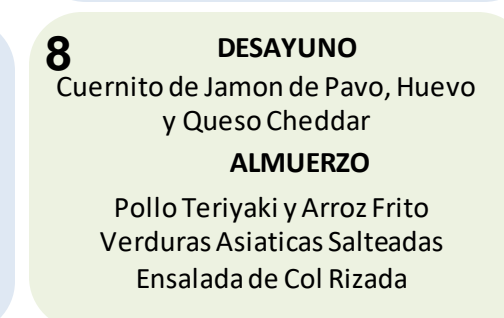 8
DESAYUNO
Cuernito de Jamon de Pavo, Huevo
y Queso Cheddar
ALMUERZO
Pollo Teriyaki y Arroz Frito
Verduras Asiaticas Salteadas
Ensalada de Col Rizada